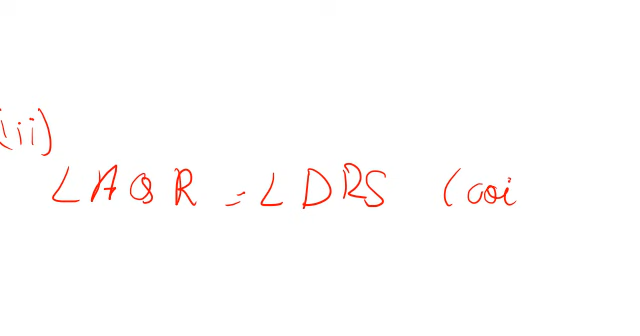 (iii)
∠AQR = ∠DRS (coi